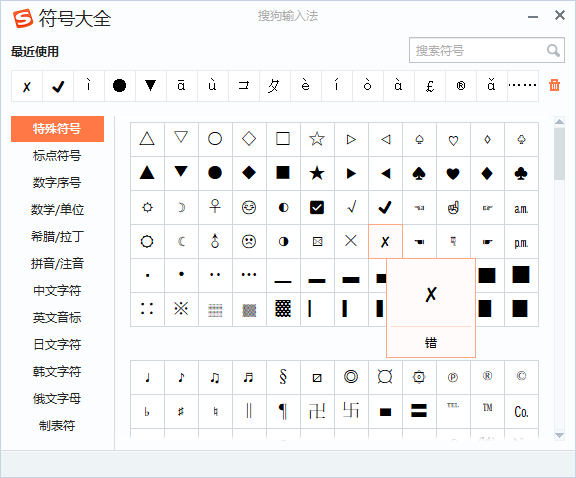 S 符号大全
搜狗输入法
最近使用
搜索符号
✗ ✔ ì ● ▼ ā ù コ タ è í ò à £ ® ǎ ……
特殊符号
标点符号
数字序号
数学/单位
希腊/拉丁
拼音/注音
中文字符
英文音标
日文字符
韩文字符
俄文字母
制表符
△ ▽ ○ ◇ □ ☆ ▷ ◁ ♤ ♡ ♢ ♧
▲ ▼ ● ◆ ■ ★ ▶ ◀ ♠ ♥ ♦ ♣
☼ ☽ ♀ ☺ ◐ ☑ √ ✔ ☜ ☝ ☞ ㏂
☀ ☾ ♂ ☹ ◑ ☒ × ✗ ☚ ☟ ☛ ㏘
▪ • ‥ … ▁ ▂ ▃ ▄
∷ ※ ░ ▒ ▓ ▎ ▍ ▌
✗
错
♩ ♪ ♫ ♬ § 〼 ◎ ¤ ۞ ℗ ® ©
♭ ♯ ♮ ‖ ¶ 卍 卐 ▬ 〓 ℡ ™ ㏇